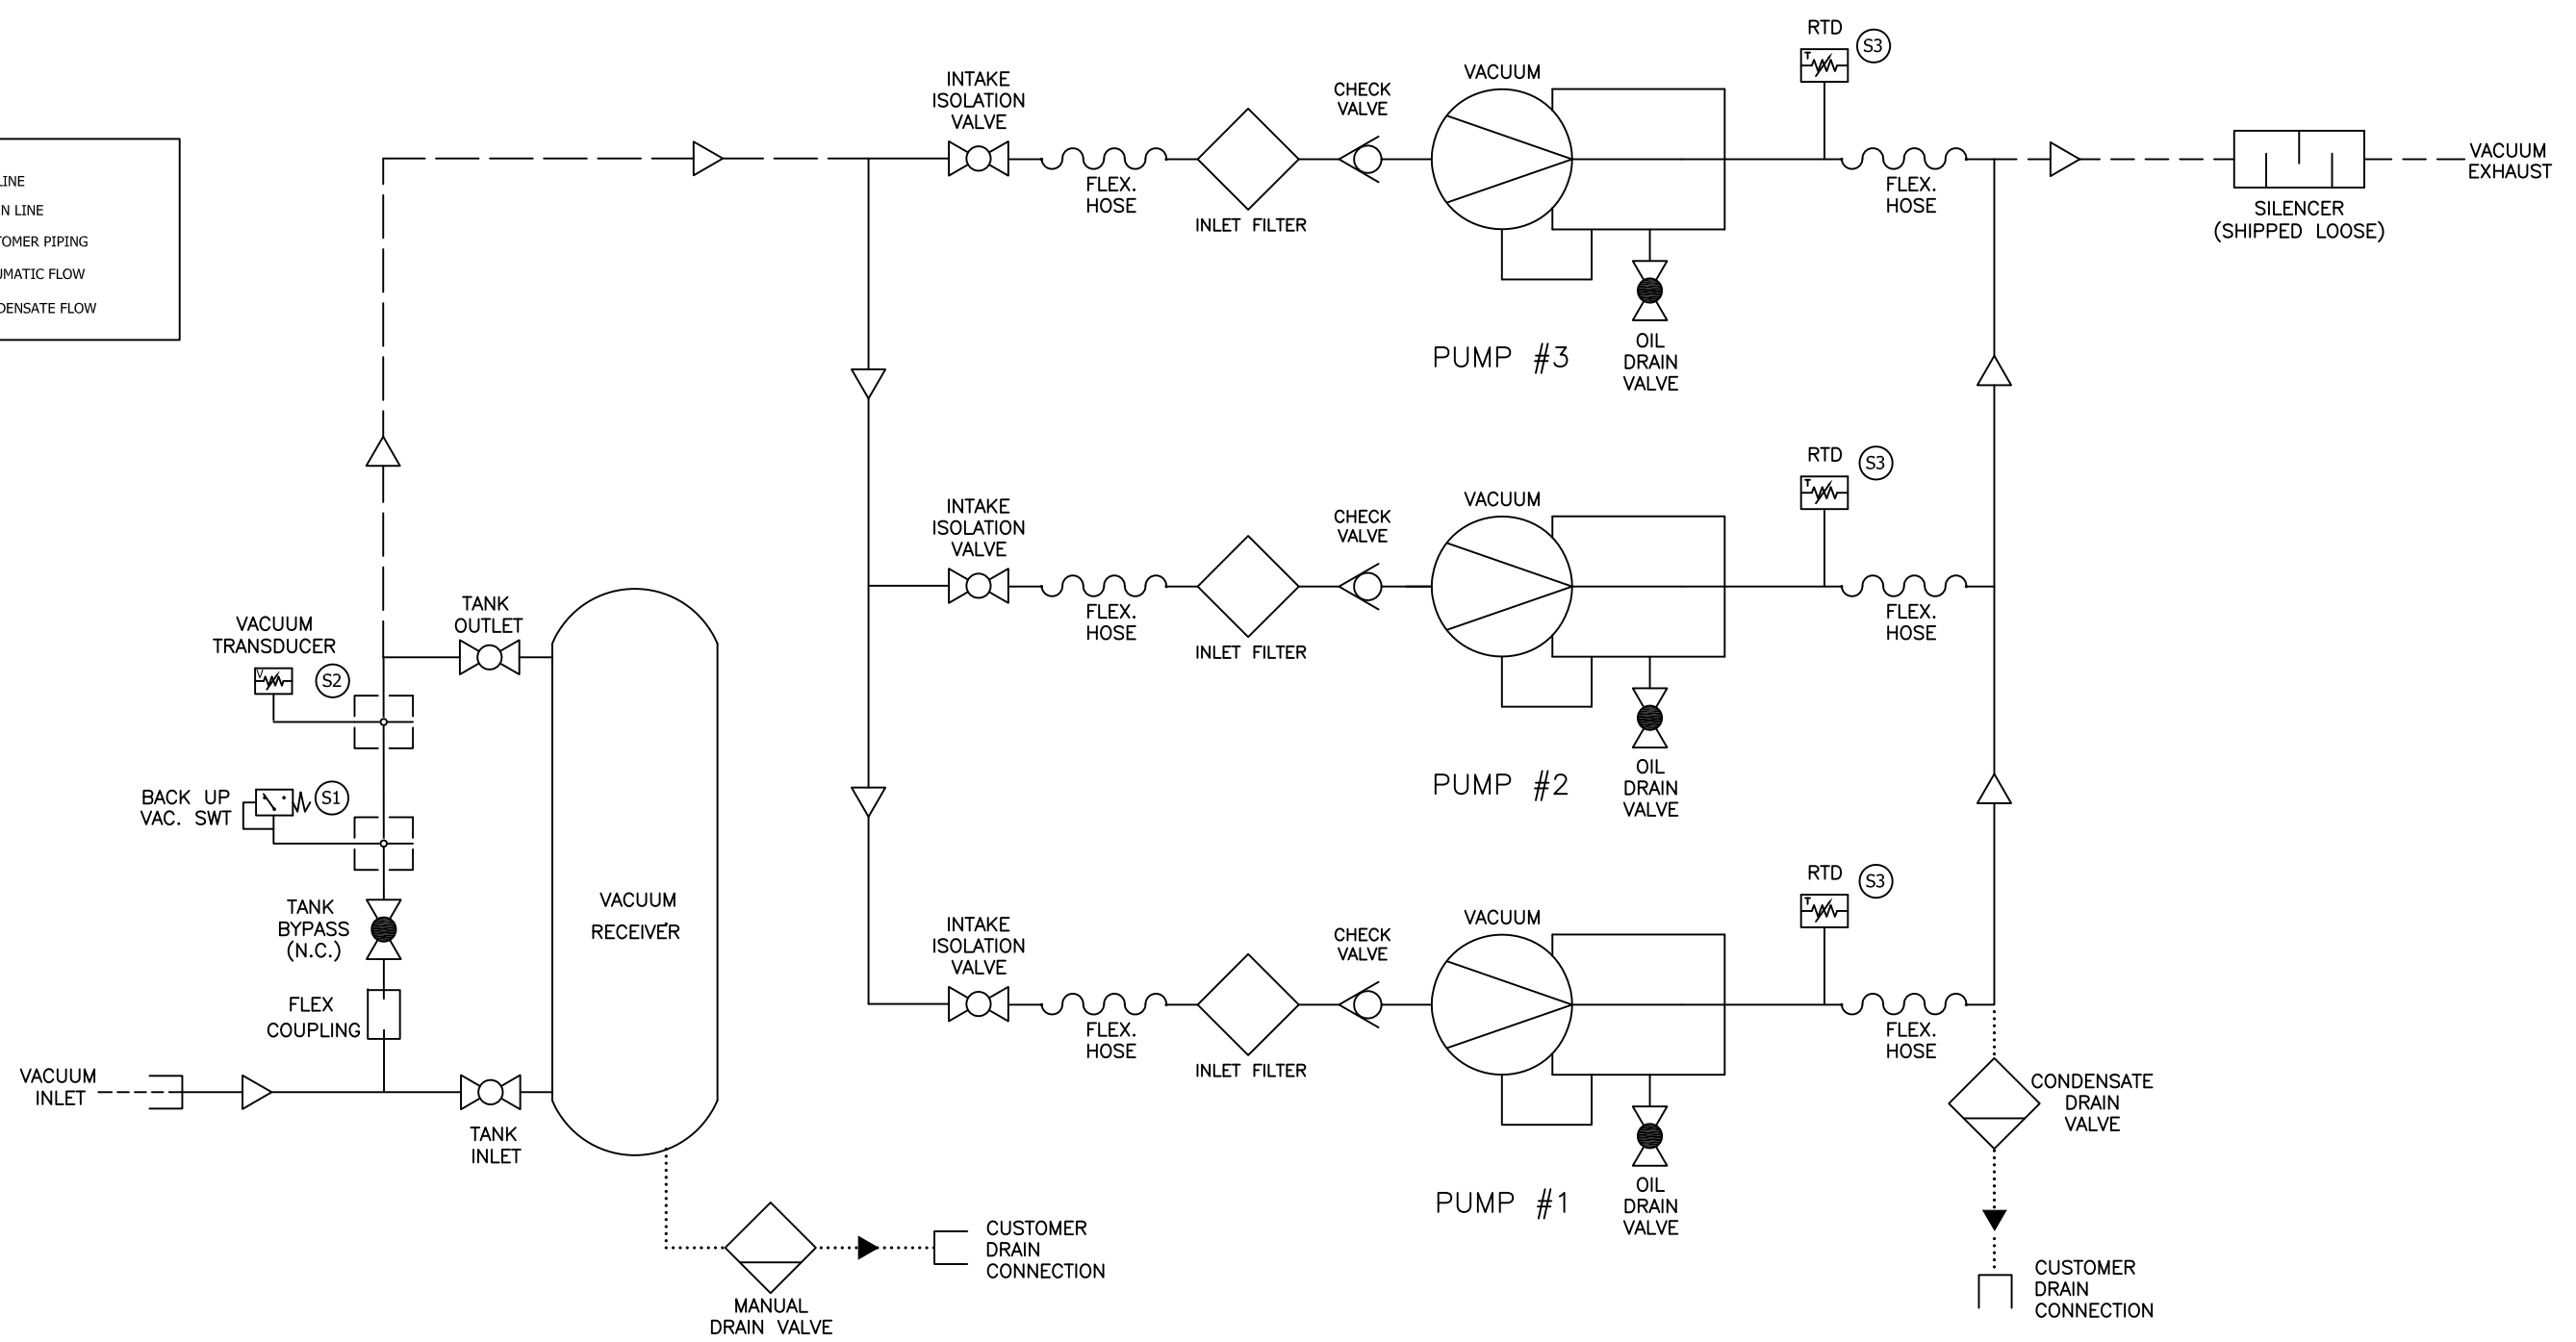 LINE
N LINE
TOMER PIPING
UMATIC FLOW
DENSATE FLOW
INTAKE
ISOLATION
VALVE
FLEX.
HOSE
INLET FILTER
CHECK
VALVE
VACUUM
PUMP #3
OIL
DRAIN
VALVE
RTD
S3
T
FLEX.
HOSE
SILENCER
(SHIPPED LOOSE)
VACUUM
EXHAUST
INTAKE
ISOLATION
VALVE
FLEX.
HOSE
INLET FILTER
CHECK
VALVE
VACUUM
PUMP #2
OIL
DRAIN
VALVE
RTD
S3
T
FLEX.
HOSE
TANK
OUTLET
VACUUM
TRANSDUCER
V
S2
BACK UP
VAC. SWT
S1
TANK
BYPASS
(N.C.)
FLEX
COUPLING
VACUUM
INLET
TANK
INLET
VACUUM
RECEIVER
MANUAL
DRAIN VALVE
CUSTOMER
DRAIN
CONNECTION
INTAKE
ISOLATION
VALVE
FLEX.
HOSE
INLET FILTER
CHECK
VALVE
VACUUM
PUMP #1
OIL
DRAIN
VALVE
RTD
S3
T
FLEX.
HOSE
CONDENSATE
DRAIN
VALVE
CUSTOMER
DRAIN
CONNECTION